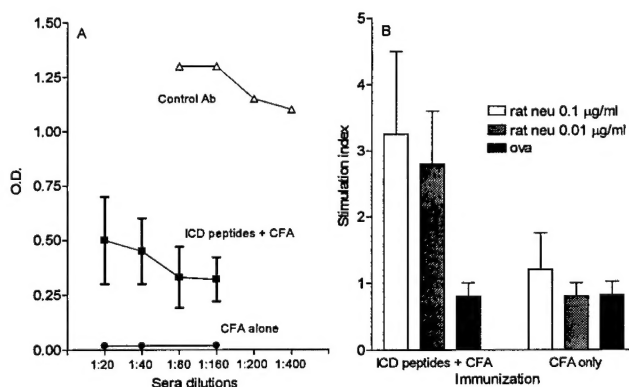 A
1.50
1.25
1.00
0.75
0.50
0.25
0.00
O.D.
Control Ab
ICD peptides + CFA
CFA alone
1:20
1:40
1:80
1:160
1:200
1:400
Sera dilutions
B
5
4
3
2
1
0
Stimulation index
rat neu 0.1 µg/ml
rat neu 0.01 µg/ml
ova
ICD peptides + CFA
CFA only
Immunization